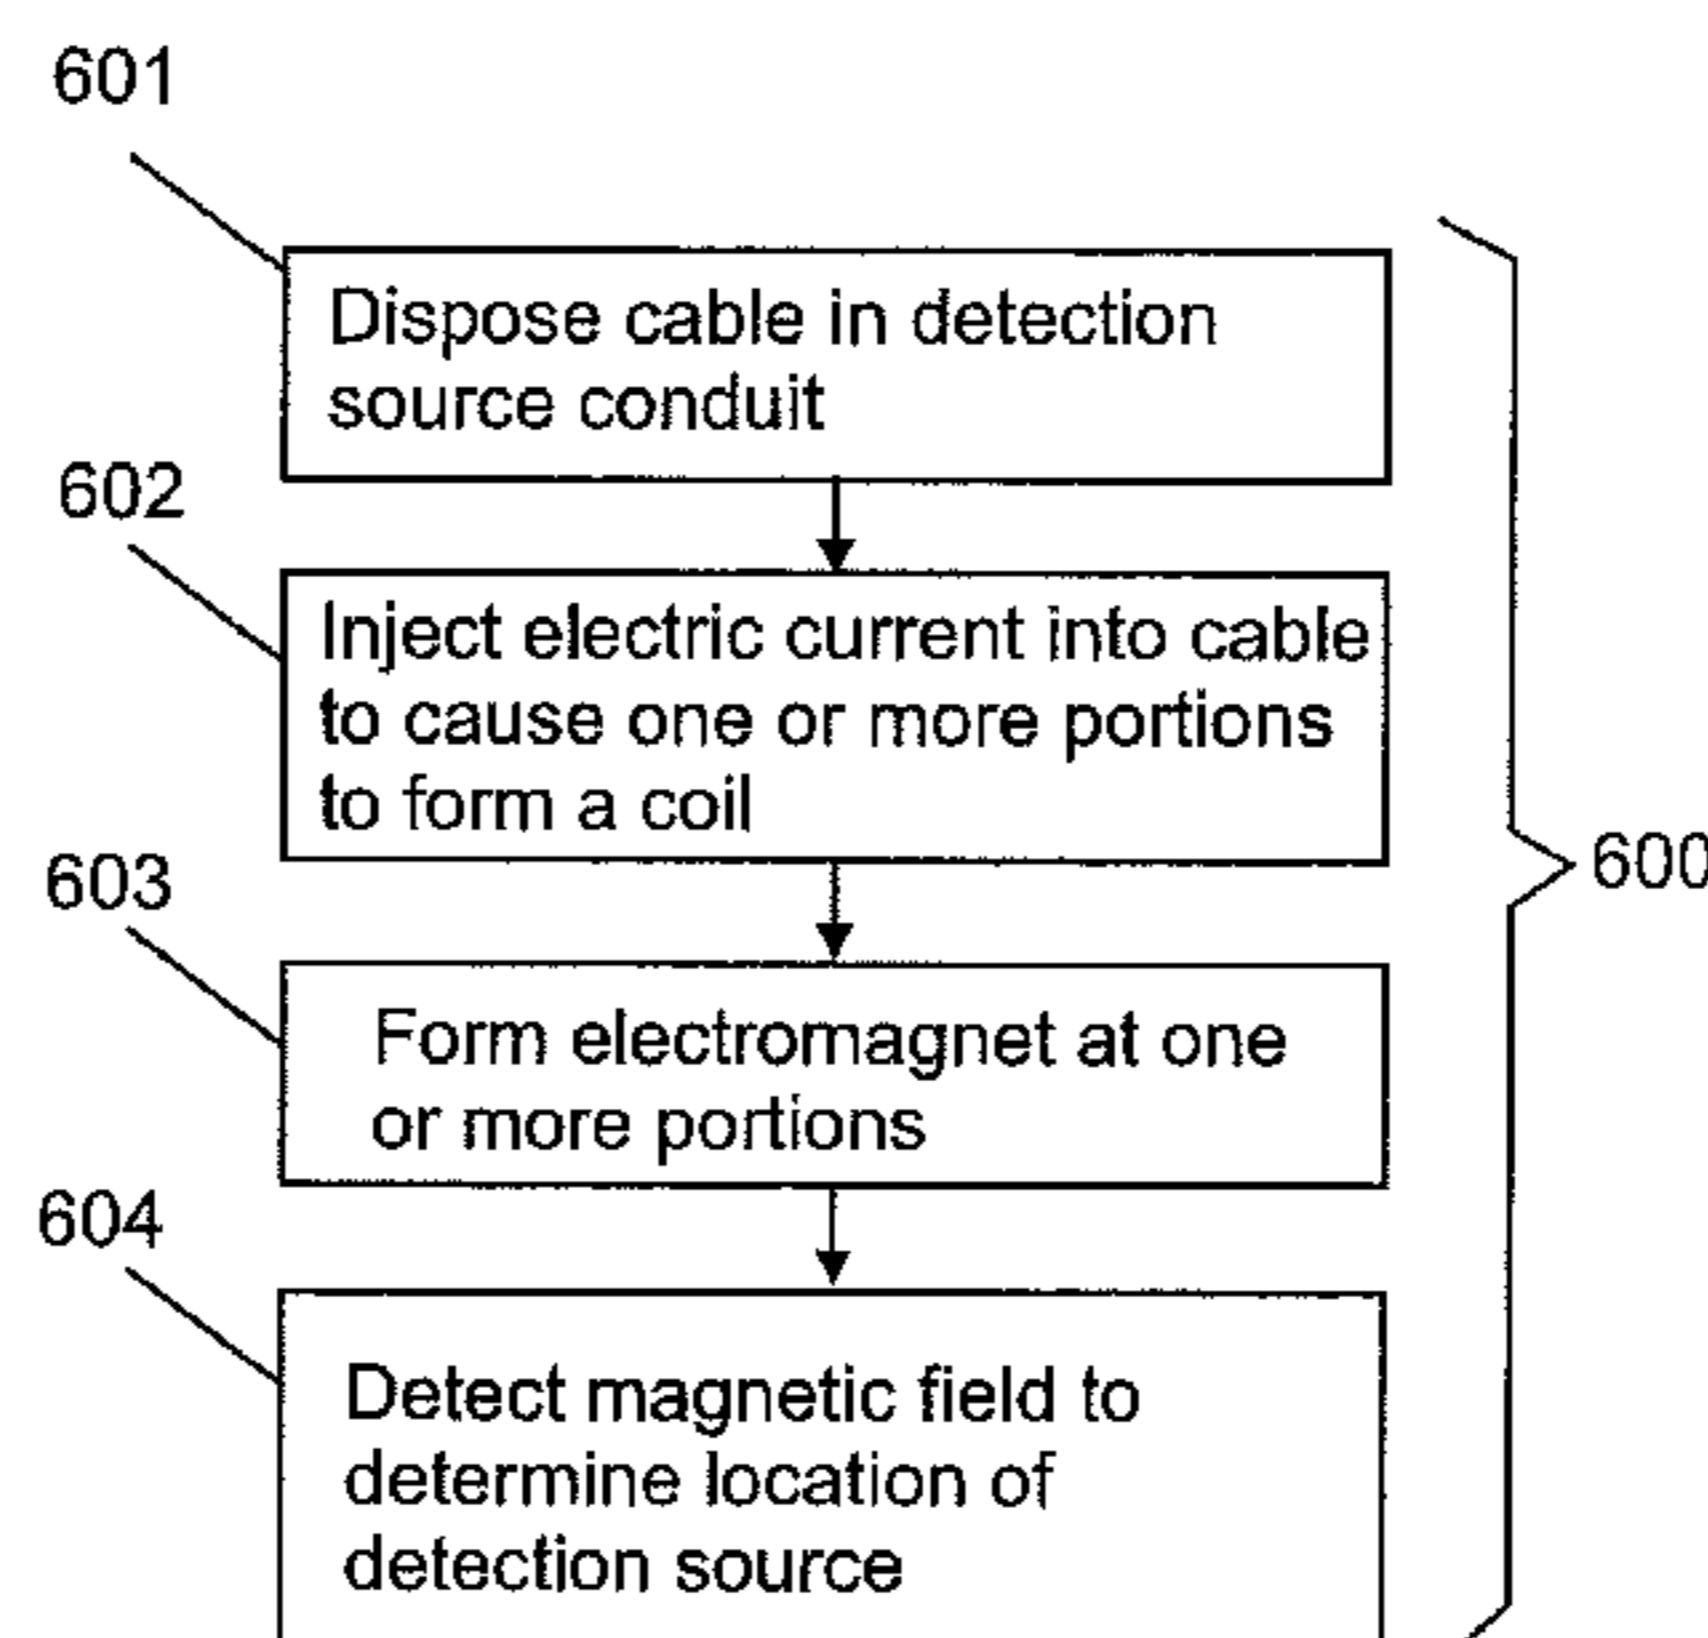 601
Dispose cable in detection
source conduit
602
Inject electric current into cable
to cause one or more portions
to form a coil
600
603
Form electromagnet at one
or more portions
604
Detect magnetic field to
determine location of
detection source